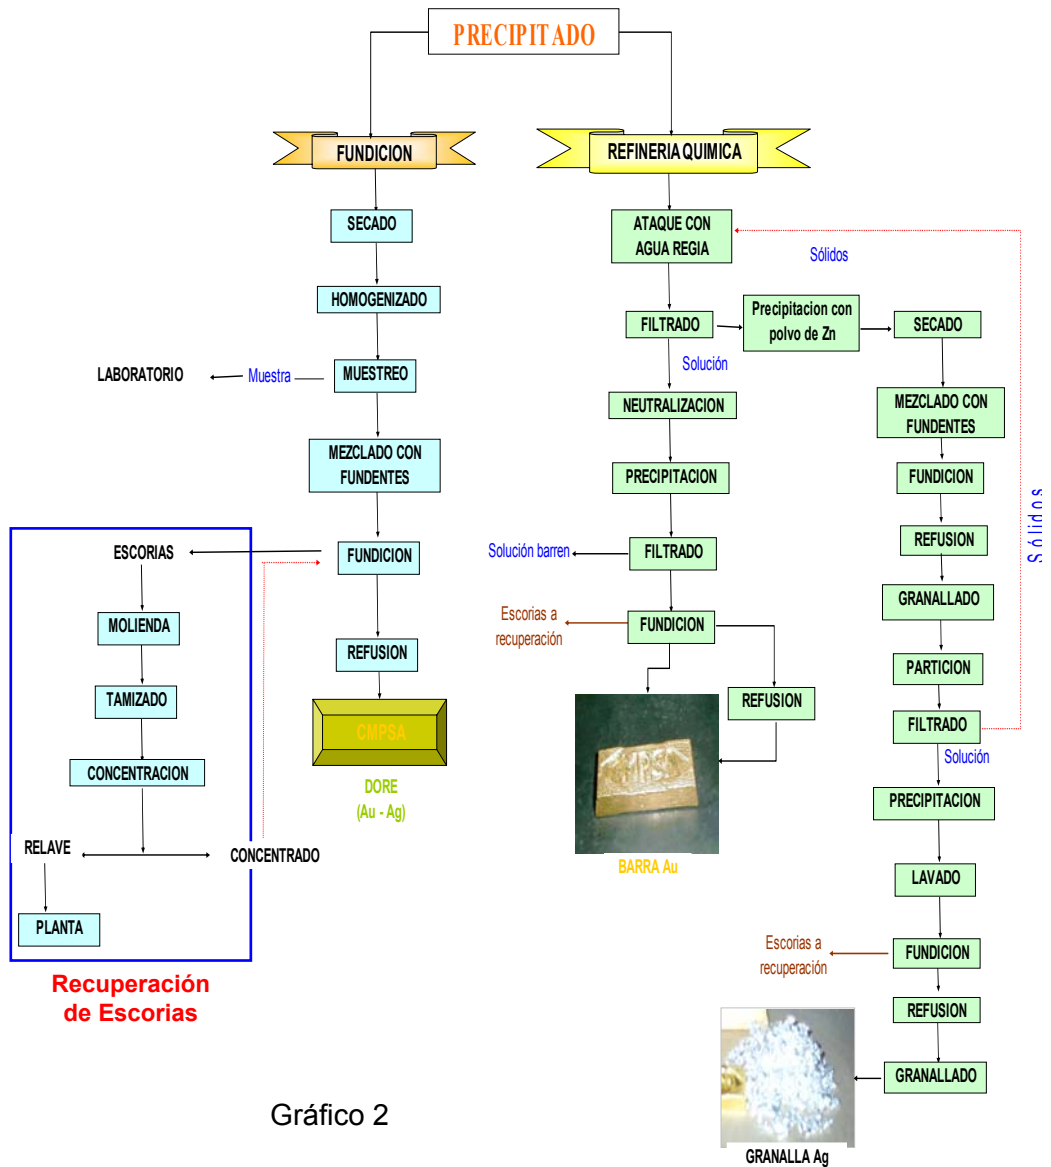 PRECIPITADO
FUNDICION
SECADO
HOMOGENIZADO
MUESTREO
Muestra
LABORATORIO
MEZCLADO CON
FUNDENTES
FUNDICION
REFUSION
CMPSA
DORE
(Au - Ag)
ESCORIAS
MOLIENDA
TAMIZADO
CONCENTRACION
RELAVE
CONCENTRADO
PLANTA
Recuperación
de Escorias
REFINERIA QUIMICA
ATAQUE CON
AGUA REGIA
FILTRADO
Solución
NEUTRALIZACION
PRECIPITACION
FILTRADO
Solución barren
FUNDICION
Escorias a
recuperación
REFUSION
BARRA Au
Sólidos
Precipitacion con
polvo de Zn
SECADO
MEZCLADO CON
FUNDENTES
FUNDICION
REFUSION
GRANALLADO
PARTICION
FILTRADO
Sólidos
Solución
PRECIPITACION
LAVADO
FUNDICION
Escorias a
recuperación
REFUSION
GRANALLADO
GRANALLA Ag
Gráfico 2